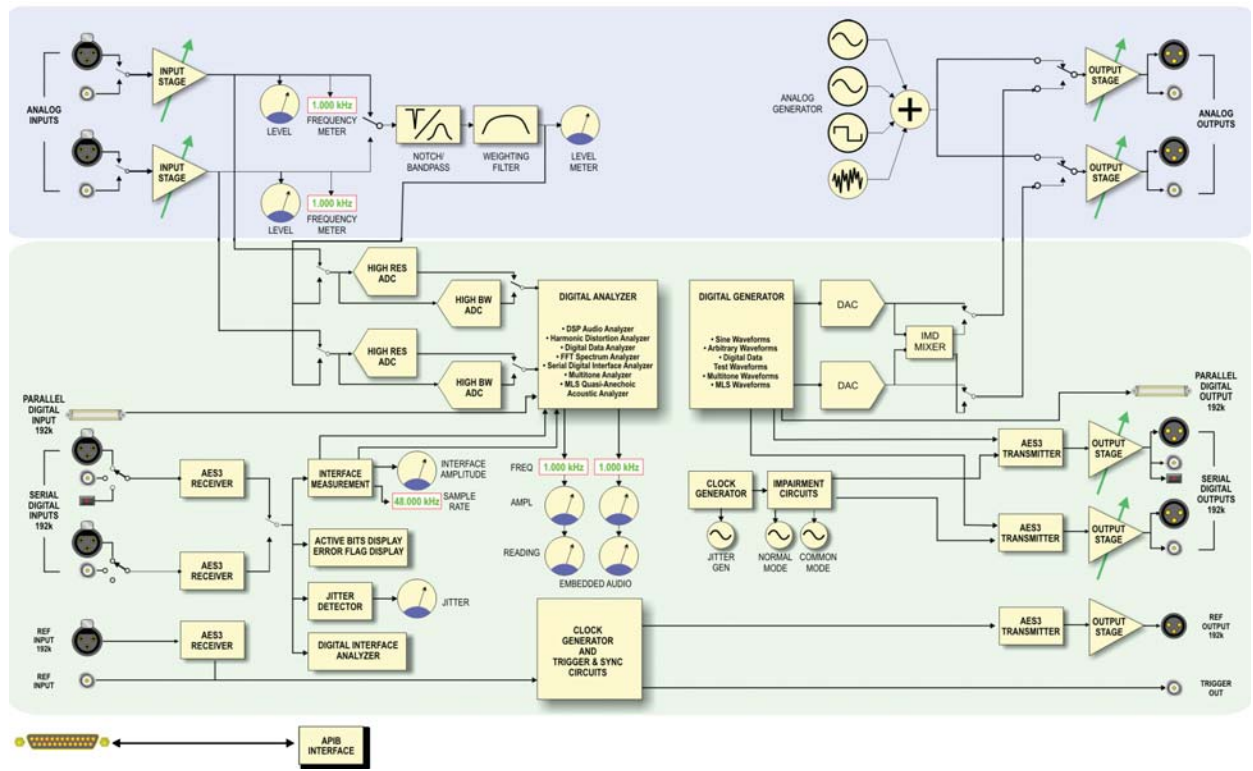 ANALOG
INPUTS
INPUT
STAGE
INPUT
STAGE
LEVEL
1.000 kHz
FREQUENCY
METER
LEVEL
1.000 kHz
FREQUENCY
METER
NOTCH/
BANDPASS
WEIGHTING
FILTER
LEVEL
METER
ANALOG
GENERATOR
OUTPUT
STAGE
OUTPUT
STAGE
ANALOG
OUTPUTS
HIGH RES
ADC
HIGH BW
ADC
HIGH RES
ADC
HIGH BW
ADC
DIGITAL ANALYZER
• DSP Audio Analyzer
• Harmonic Distortion Analyzer
• Digital Data Analyzer
• FFT Spectrum Analyzer
• Serial Digital Interface Analyzer
• Multitone Analyzer
• MLS Quasi-Anechoic
Acoustic Analyzer
DIGITAL GENERATOR
• Sine Waveforms
• Arbitrary Waveforms
• Digital Data
Test Waveforms
• Multitone Waveforms
• MLS Waveforms
DAC
DAC
IMD
MIXER
PARALLEL
DIGITAL
INPUT
192k
PARALLEL
DIGITAL
OUTPUT
192k
SERIAL
DIGITAL
INPUTS
192k
AES3
RECEIVER
AES3
RECEIVER
INTERFACE
MEASUREMENT
INTERFACE
AMPLITUDE
48.000 kHz
SAMPLE
RATE
ACTIVE BITS DISPLAY
ERROR FLAG DISPLAY
JITTER
DETECTOR
JITTER
DIGITAL INTERFACE
ANALYZER
FREQ
1.000 kHz
1.000 kHz
AMPL
READING
EMBEDDED AUDIO
CLOCK
GENERATOR
IMPAIRMENT
CIRCUITS
JITTER
GEN
NORMAL
MODE
COMMON
MODE
AES3
TRANSMITTER
OUTPUT
STAGE
AES3
TRANSMITTER
OUTPUT
STAGE
SERIAL
DIGITAL
OUTPUTS
192k
REF
INPUT
192k
AES3
RECEIVER
REF
INPUT
CLOCK
GENERATOR
AND
TRIGGER & SYNC
CIRCUITS
AES3
TRANSMITTER
OUTPUT
STAGE
REF
OUTPUT
192k
TRIGGER
OUT
APIB
INTERFACE